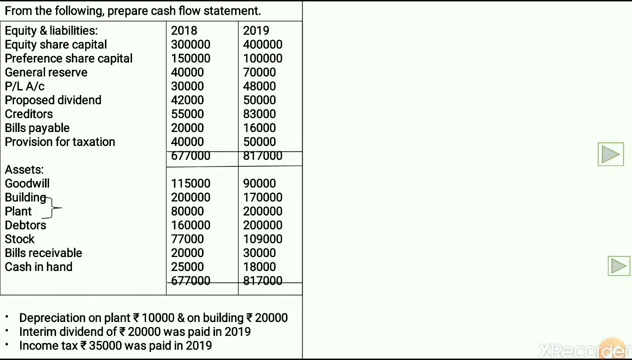 From the following, prepare cash flow statement.
Equity & liabilities: 2018 2019
Equity share capital 300000 400000
Preference share capital 150000 100000
General reserve 40000 70000
P/L A/c 30000 48000
Proposed dividend 42000 50000
Creditors 55000 83000
Bills payable 20000 16000
Provision for taxation 40000 50000
677000 817000
Assets:
Goodwill 115000 90000
Building 200000 170000
Plant 80000 200000
Debtors 160000 200000
Stock 77000 109000
Bills receivable 20000 30000
Cash in hand 25000 18000
677000 817000
• Depreciation on plant ₹ 10000 & on building ₹ 20000
• Interim dividend of ₹ 20000 was paid in 2019
• Income tax ₹ 35000 was paid in 2019
XRecorder